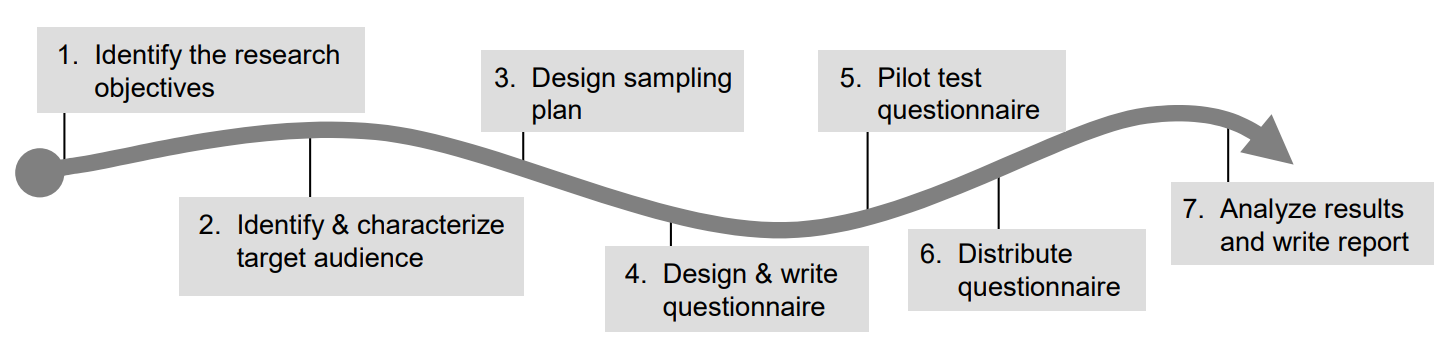 1. Identify the research
objectives
2. Identify & characterize
target audience
3. Design sampling
plan
4. Design & write
questionnaire
5. Pilot test
questionnaire
6. Distribute
questionnaire
7. Analyze results
and write report